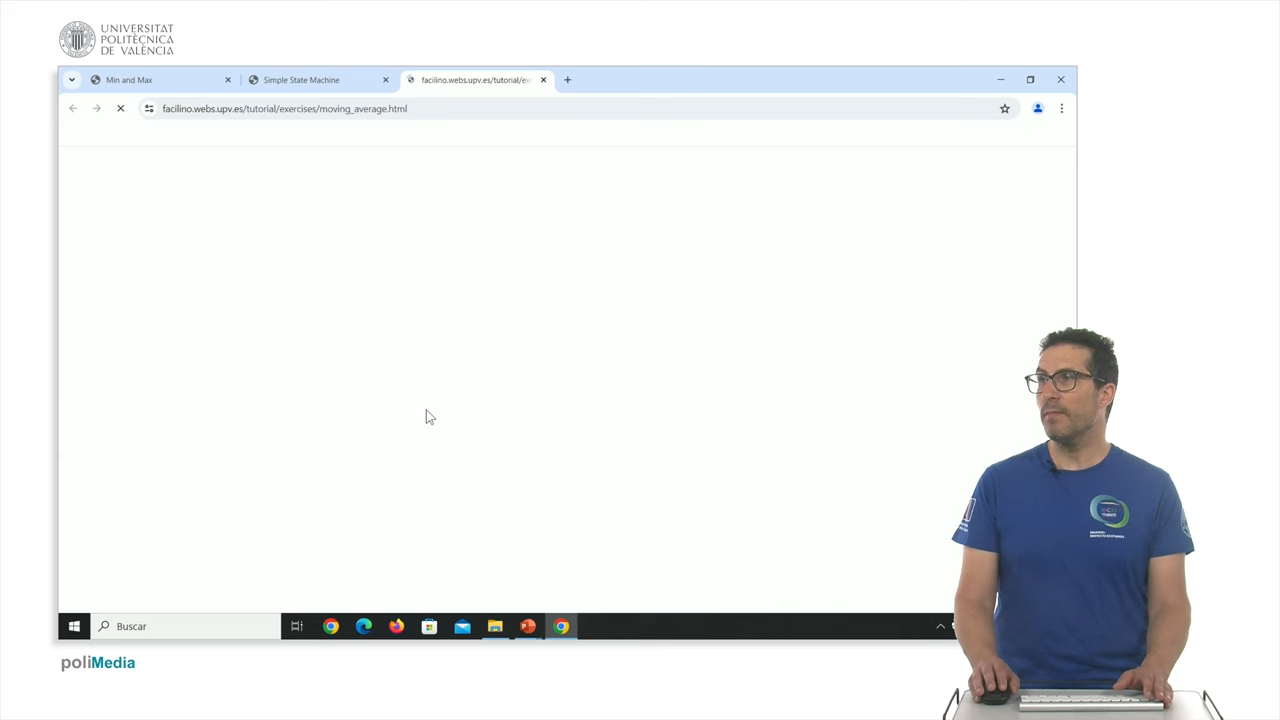 UNIVERSITAT
POLITÈCNICA
DE VALÈNCIA
Min and Max
Simple State Machine
facilino.webs.upv.es/tutorial/ex
facilino.webs.upv.es/tutorial/exercises/moving_average.html
Buscar
poliMedia